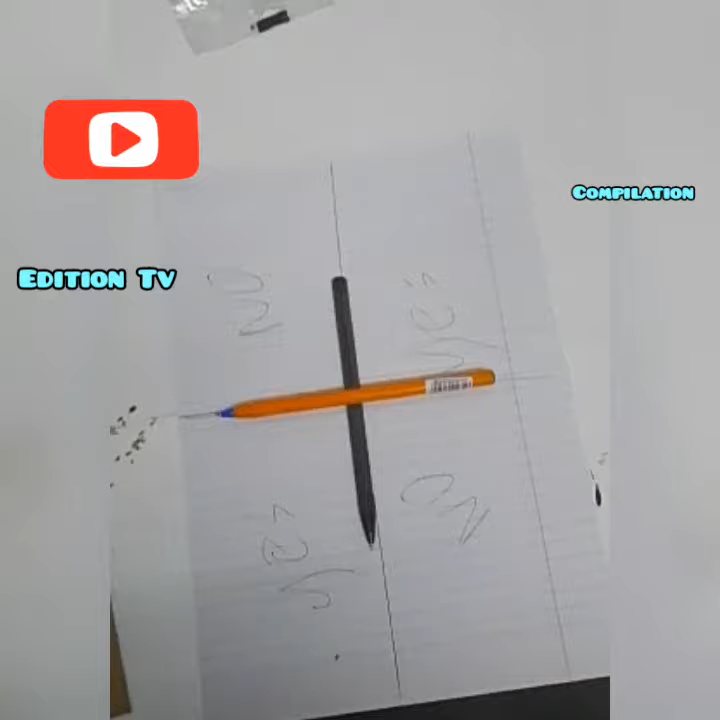 Compilation
Edition Tv
NO
yes
yes
NO